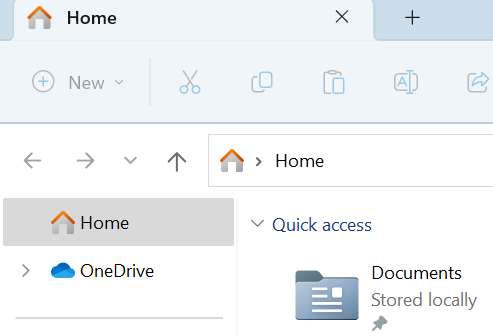 Home
New
Home
Home
Quick access
OneDrive
Documents
Stored locally